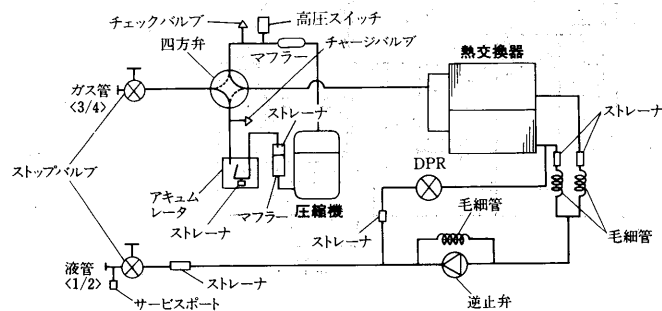 チェックバルブ
高圧スイッチ
四方弁
マフラー
チャージバルブ
熱交換器
ガス管
<3/4>
ストレーナ
ストレーナ
ストップバルブ
DPR
アキュム
レータ
マフラー
圧縮機
ストレーナ
ストレーナ
毛細管
毛細管
液管
<1/2>
ストレーナ
サービスポート
逆止弁